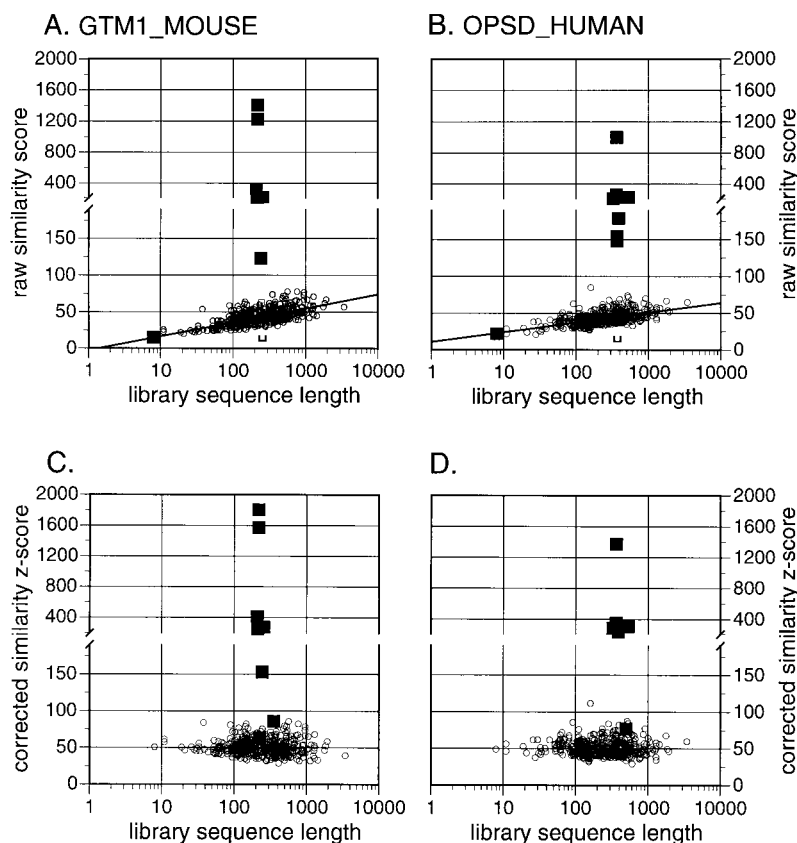 A. GTM1_MOUSE
B. OPSD_HUMAN
raw similarity score
2000
1600
1200
800
400
150
100
50
0
1 10 100 1000 10000
library sequence length
2000
1600
1200
800
400
150
100
50
0
raw similarity score
1 10 100 1000 10000
library sequence length
C.
D.
corrected similarity z-score
2000
1600
1200
800
400
150
100
50
0
1 10 100 1000 10000
library sequence length
2000
1600
1200
800
400
150
100
50
0
corrected similarity z-score
1 10 100 1000 10000
library sequence length